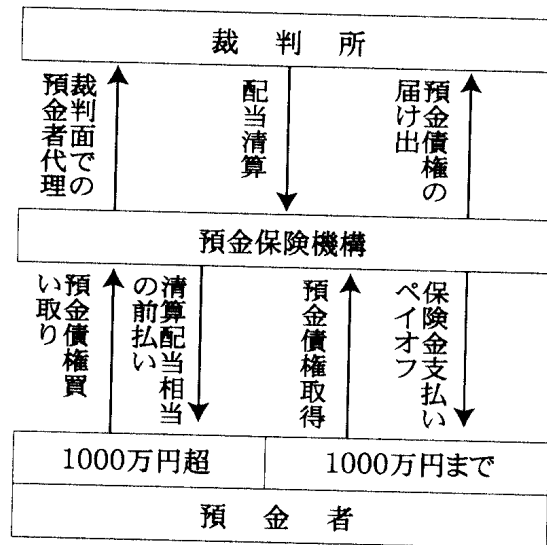 裁判所
裁判面での
預金者代理
配当清算
預金債権の
届け出
預金保険機構
預金債権買
い取り
清算配当相当
の前払い
預金債権取得
保険金支払い
ペイオフ
1000万円超
1000万円まで
預金者